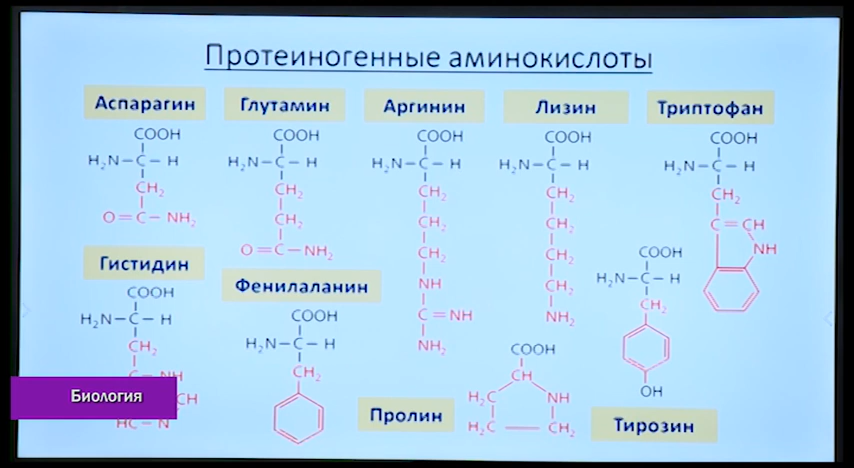 Протеиногенные аминокислоты
Аспарагин Глутамин Аргинин Лизин Триптофан
COOH COOH COOH COOH COOH
H₂N–C–H H₂N–C–H H₂N–C–H H₂N–C–H H₂N–C–H
CH₂ CH₂ CH₂ CH₂ CH₂
O=C–NH₂ CH₂ CH₂ CH₂ C=CH
O=C–NH₂ CH₂ CH₂ NH
NH CH₂
C=NH NH₂
NH₂
Гистидин
COOH
H₂N–C–H
CH₂
NH
CH
HC–N
Фенилаланин
COOH
H₂N–C–H
CH₂
Пролин
COOH
CH
H₂C NH
H₂C CH₂
COOH
H₂N–C–H
CH₂
OH
Тирозин
Биология